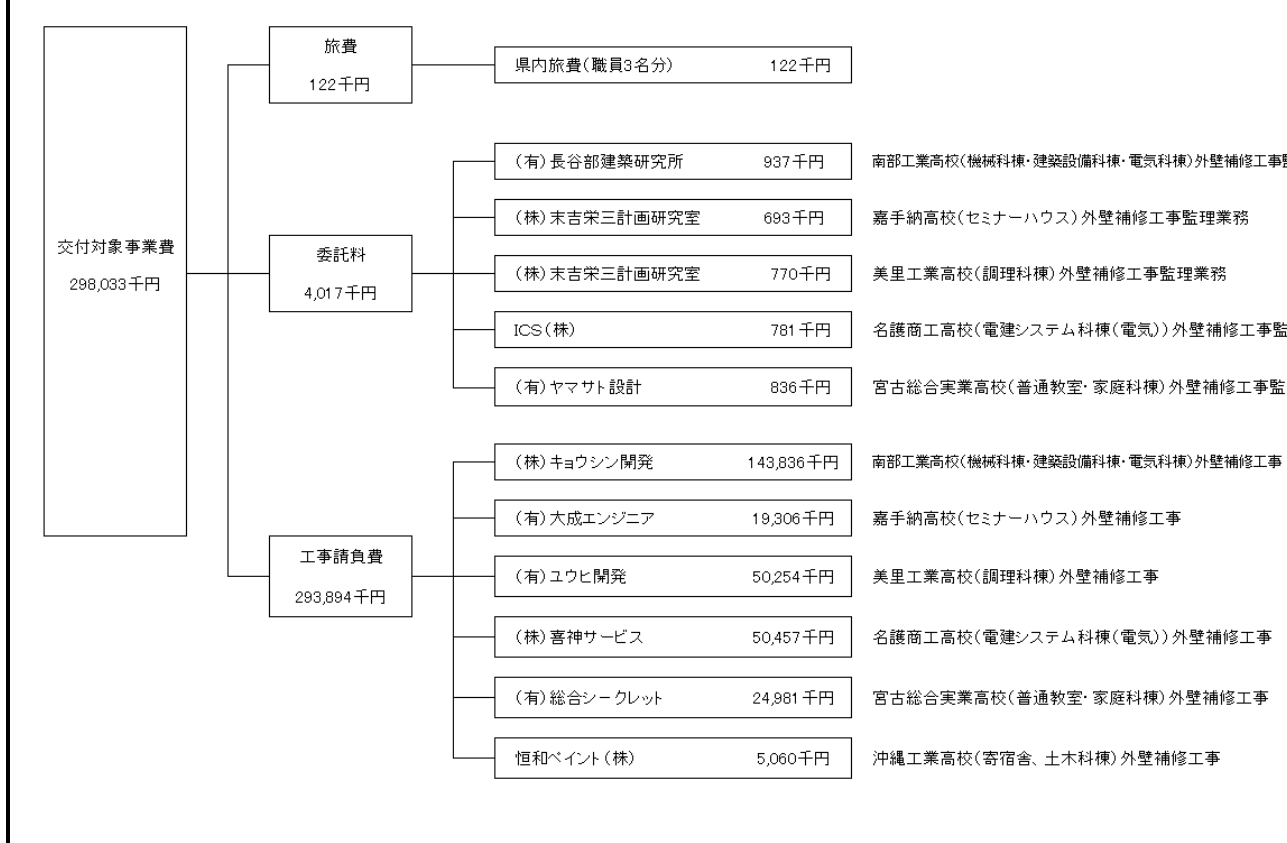 旅費
122千円
県内旅費(職員3名分) 122千円
交付対象事業費
298,033千円
委託料
4,017千円
(有)長谷部建築研究所 937千円 南部工業高校(機械科棟・建築設備科棟・電気科棟)外壁補修工事
(株)末吉栄三計画研究室 693千円 嘉手納高校(セミナーハウス)外壁補修工事監理業務
(株)末吉栄三計画研究室 770千円 美里工業高校(調理科棟)外壁補修工事監理業務
ICS(株) 781千円 名護商工高校(電建システム科棟(電気))外壁補修工事監
(有)ヤマサト設計 836千円 宮古総合実業高校(普通教室・家庭科棟)外壁補修工事監
工事請負費
293,894千円
(株)キョウシン開発 143,836千円 南部工業高校(機械科棟・建築設備科棟・電気科棟)外壁補修工事
(有)大成エンジニア 19,306千円 嘉手納高校(セミナーハウス)外壁補修工事
(有)ユウヒ開発 50,254千円 美里工業高校(調理科棟)外壁補修工事
(株)喜神サービス 50,457千円 名護商工高校(電建システム科棟(電気))外壁補修工事
(有)総合シークレット 24,981千円 宮古総合実業高校(普通教室・家庭科棟)外壁補修工事
恒和ペイント(株) 5,060千円 沖縄工業高校(寄宿舎、土木科棟)外壁補修工事